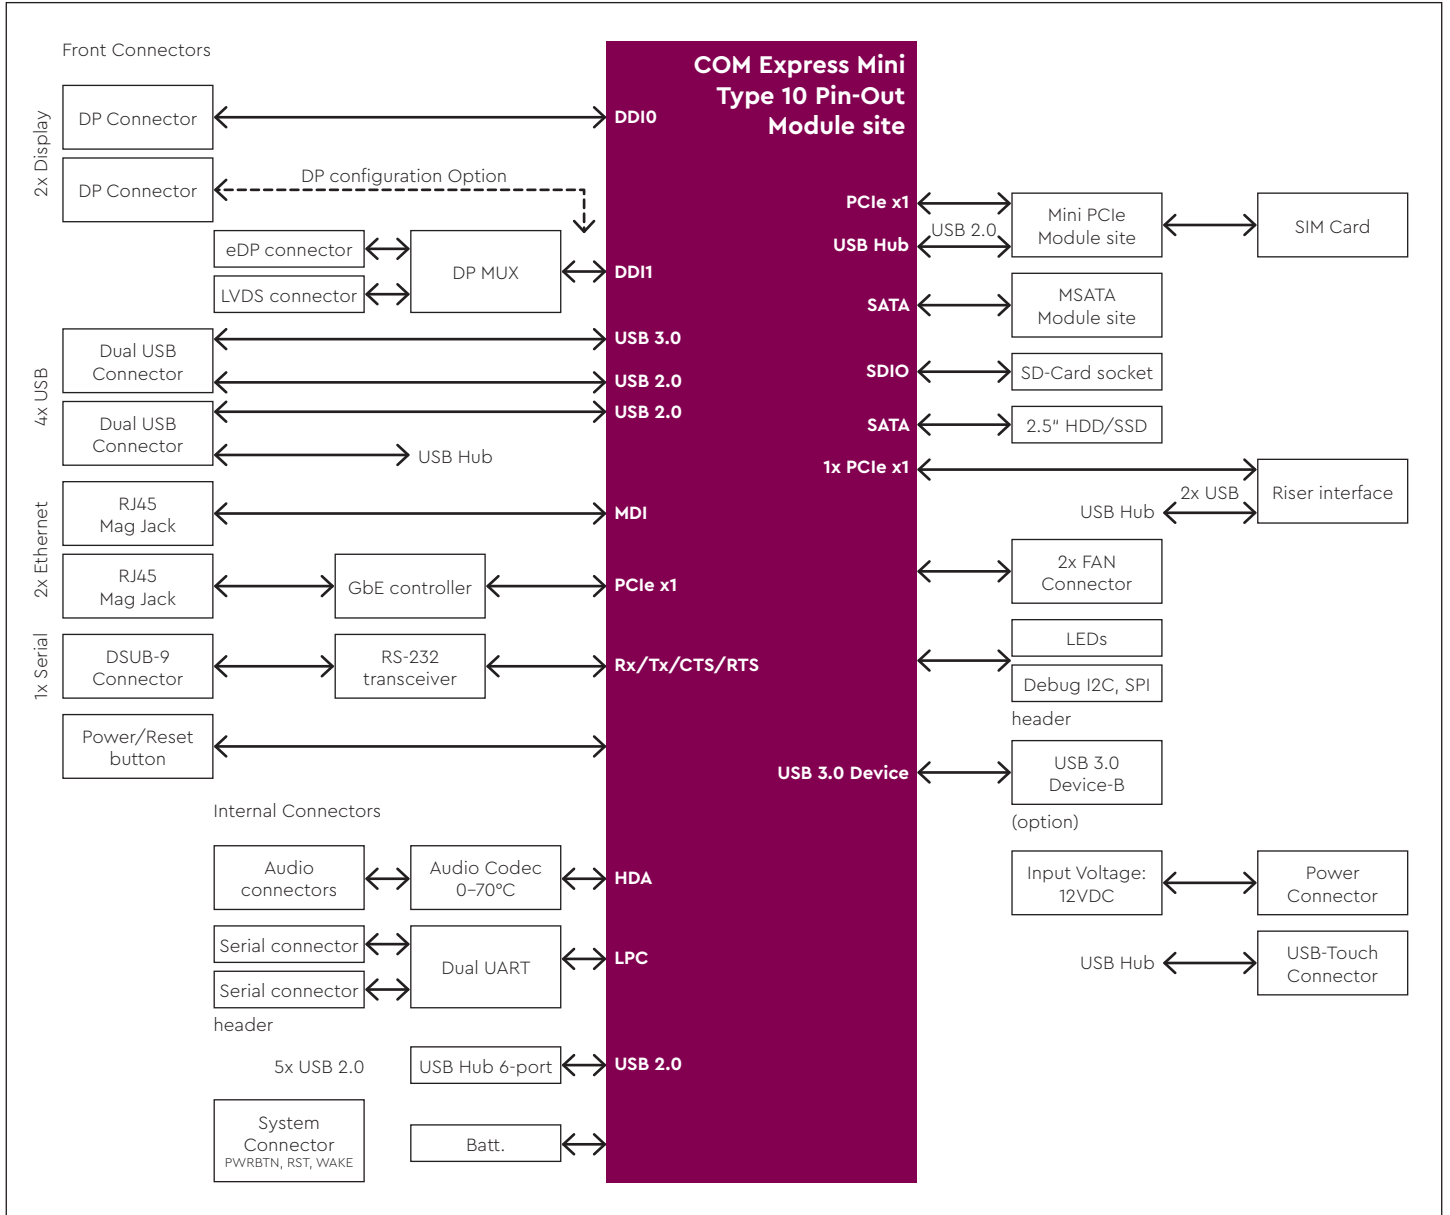 Front Connectors
COM Express Mini
Type 10 Pin-Out
Module site
2x Display
DP Connector
DDI0
DP Connector
DP configuration Option
eDP connector
LVDS connector
DP MUX
DDI1
4x USB
Dual USB
Connector
USB 3.0
USB 2.0
Dual USB
Connector
USB 2.0
USB Hub
2x Ethernet
RJ45
Mag Jack
MDI
RJ45
Mag Jack
GbE controller
PCIe x1
1x Serial
DSUB-9
Connector
RS-232
transceiver
Rx/Tx/CTS/RTS
Power/Reset
button
Internal Connectors
Audio
connectors
Audio Codec
0–70°C
HDA
Serial connector
Serial connector
header
Dual UART
LPC
5x USB 2.0
USB Hub 6-port
USB 2.0
System
Connector
PWRBTN, RST, WAKE
Batt.
PCIe x1
USB 2.0
USB Hub
Mini PCIe
Module site
SIM Card
SATA
MSATA
Module site
SDIO
SD-Card socket
SATA
2.5" HDD/SSD
1x PCIe x1
2x USB
USB Hub
Riser interface
2x FAN
Connector
LEDs
Debug I2C, SPI
header
USB 3.0 Device
USB 3.0
Device-B
(option)
Input Voltage:
12VDC
Power
Connector
USB Hub
USB-Touch
Connector